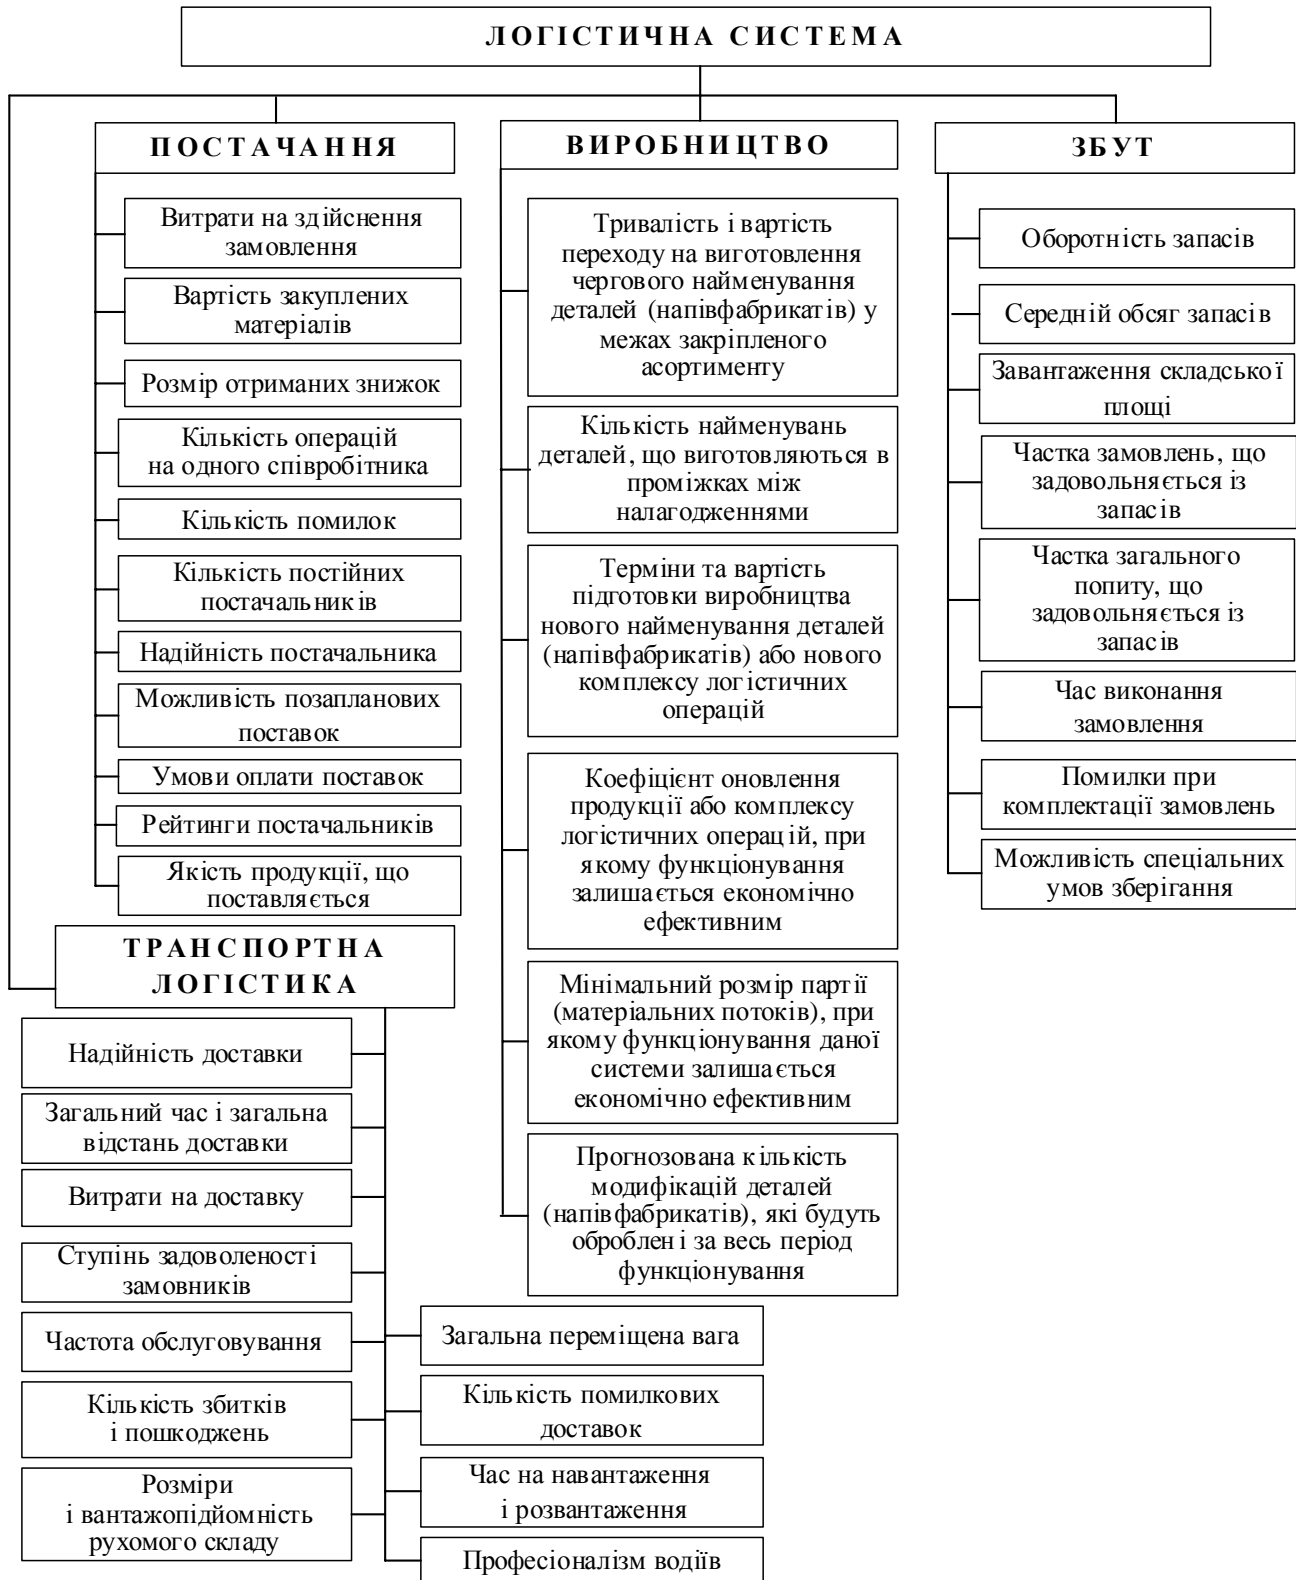 ЛОГІСТИЧНА СИСТЕМА
ПОСТАЧАННЯ
Витрати на здійснення
замовлення
Вартість закуплених
матеріалів
Розмір отриманих знижок
Кількість операцій
на одного співробітника
Кількість помилок
Кількість постійних
постачальників
Надійність постачальника
Можливість позапланових
поставок
Умови оплати поставок
Рейтинги постачальників
Якість продукції, що
поставляється
ВИРОБНИЦТВО
Тривалість і вартість
переходу на виготовлення
чергового найменування
деталей (напівфабрикатів) у
межах закріпленого
асортименту
Кількість найменувань
деталей, що виготовляються в
проміжках між
налагодженнями
Терміни та вартість
підготовки виробництва
нового найменування деталей
(напівфабрикатів) або нового
комплексу логістичних
операцій
Коефіцієнт оновлення
продукції або комплексу
логістичних операцій, при
якому функціонування
залишається економічно
ефективним
Мінімальний розмір партії
(матеріальних потоків), при
якому функціонування даної
системи залишається
економічно ефективним
Прогнозована кількість
модифікацій деталей
(напівфабрикатів), які будуть
оброблені за весь період
функціонування
ЗБУТ
Оборотність запасів
Середній обсяг запасів
Завантаження складської
площі
Частка замовлень, що
задовольняється із
запасів
Частка загального
попиту, що
задовольняється із
запасів
Час виконання
замовлення
Помилки при
комплектації замовлень
Можливість спеціальних
умов зберігання
ТРАНСПОРТНА
ЛОГІСТИКА
Надійність доставки
Загальний час і загальна
відстань доставки
Витрати на доставку
Ступінь задоволеності
замовників
Частота обслуговування
Кількість збитків
і пошкоджень
Розміри
і вантажопідйомність
рухомого складу
Загальна переміщена вага
Кількість помилкових
доставок
Час на навантаження
і розвантаження
Професіоналізм водіїв